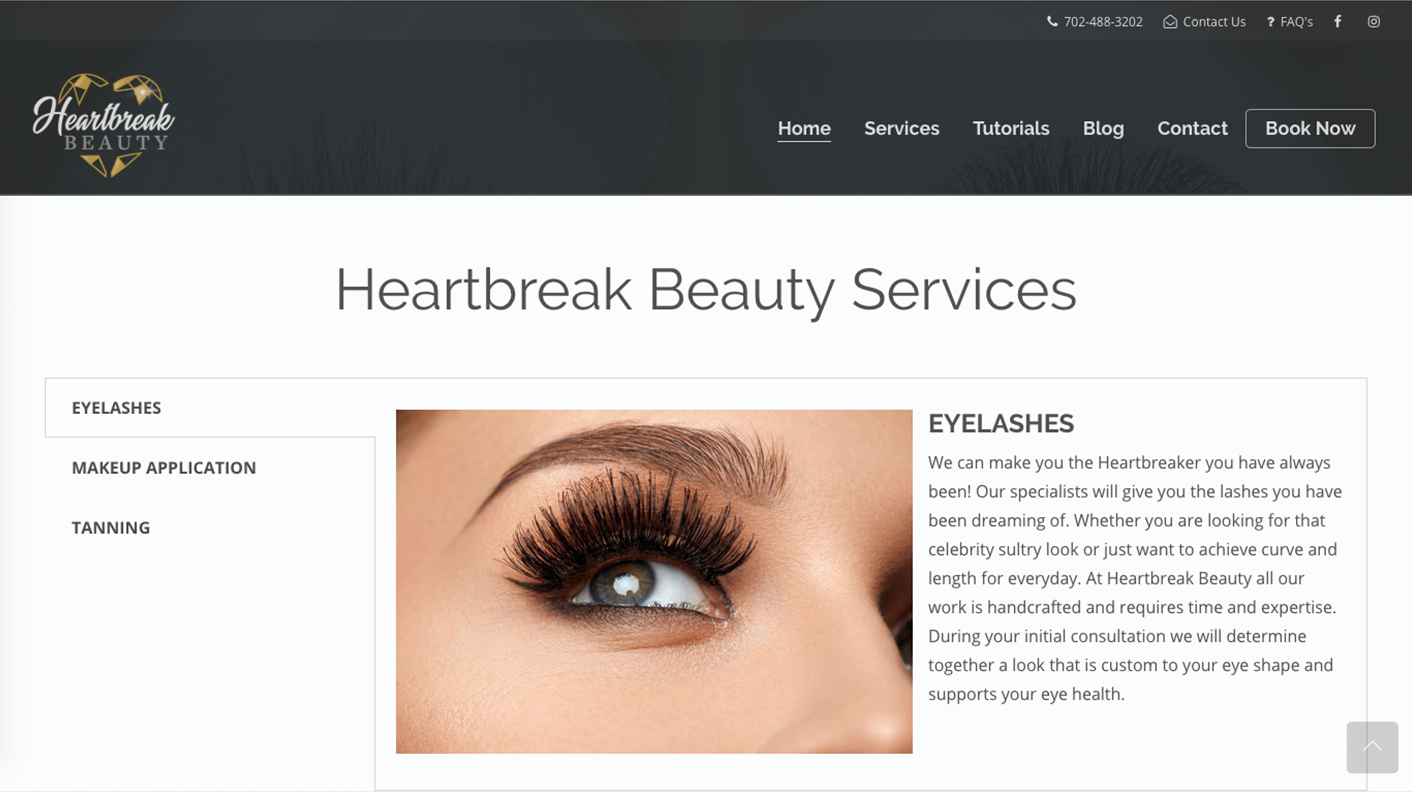 702-488-3202 Contact Us ? FAQ's
Heartbreak
BEAUTY
Home Services Tutorials Blog Contact Book Now
Heartbreak Beauty Services
EYELASHES
MAKEUP APPLICATION
TANNING
EYELASHES
We can make you the Heartbreaker you have always
been! Our specialists will give you the lashes you have
been dreaming of. Whether you are looking for that
celebrity sultry look or just want to achieve curve and
length for everyday. At Heartbreak Beauty all our
work is handcrafted and requires time and expertise.
During your initial consultation we will determine
together a look that is custom to your eye shape and
supports your eye health.